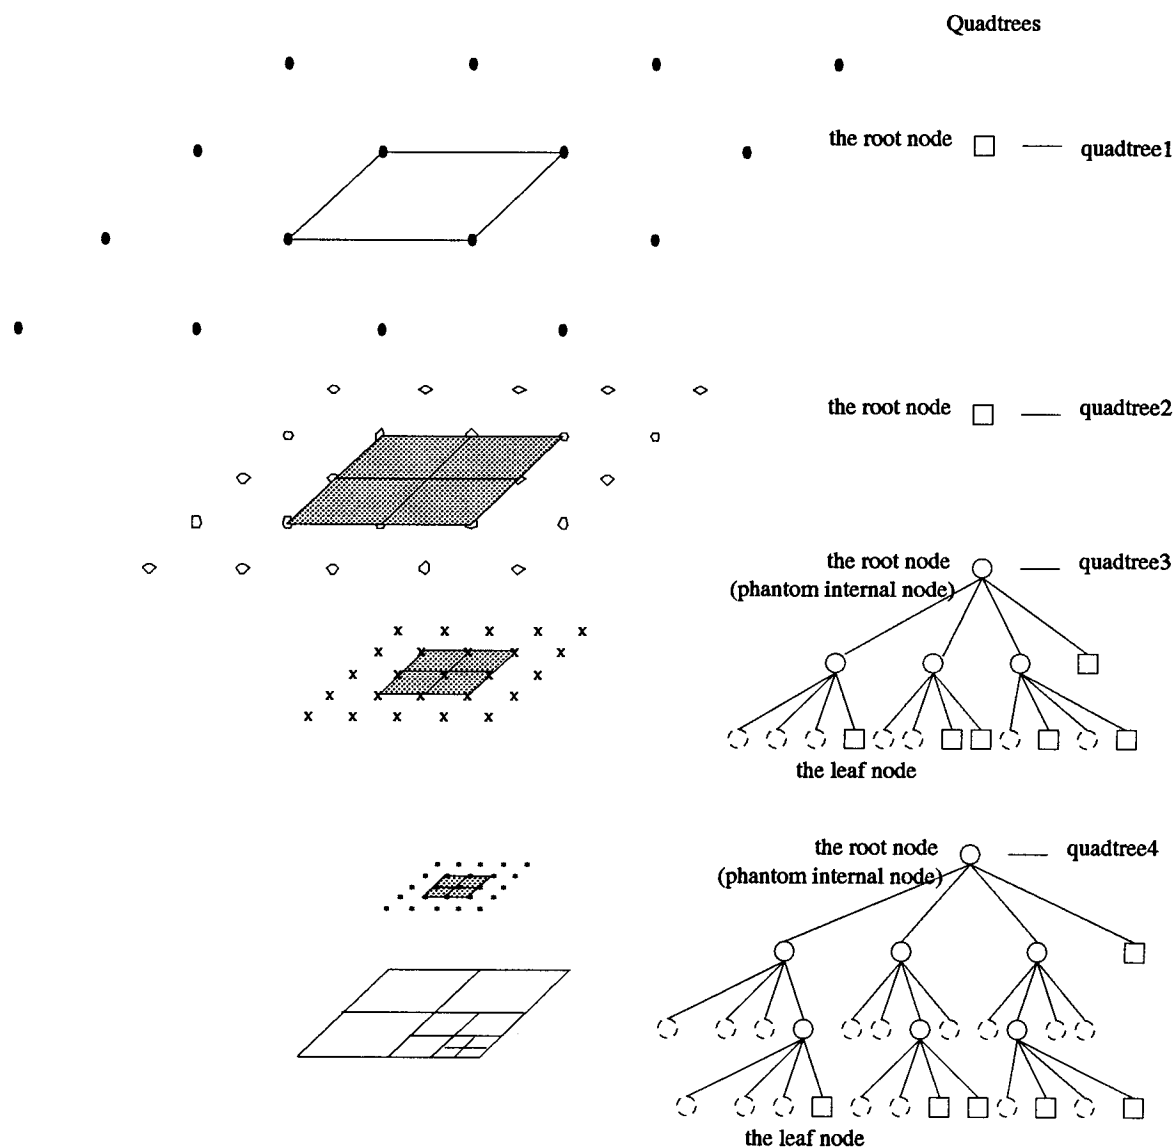 Quadtrees
the root node
quadtree1
the root node
quadtree2
the root node
(phantom internal node)
quadtree3
x x x x x
x x x x x
x x x x x
x x x x x
x x x x x
the leaf node
the root node
(phantom internal node)
quadtree4
the leaf node